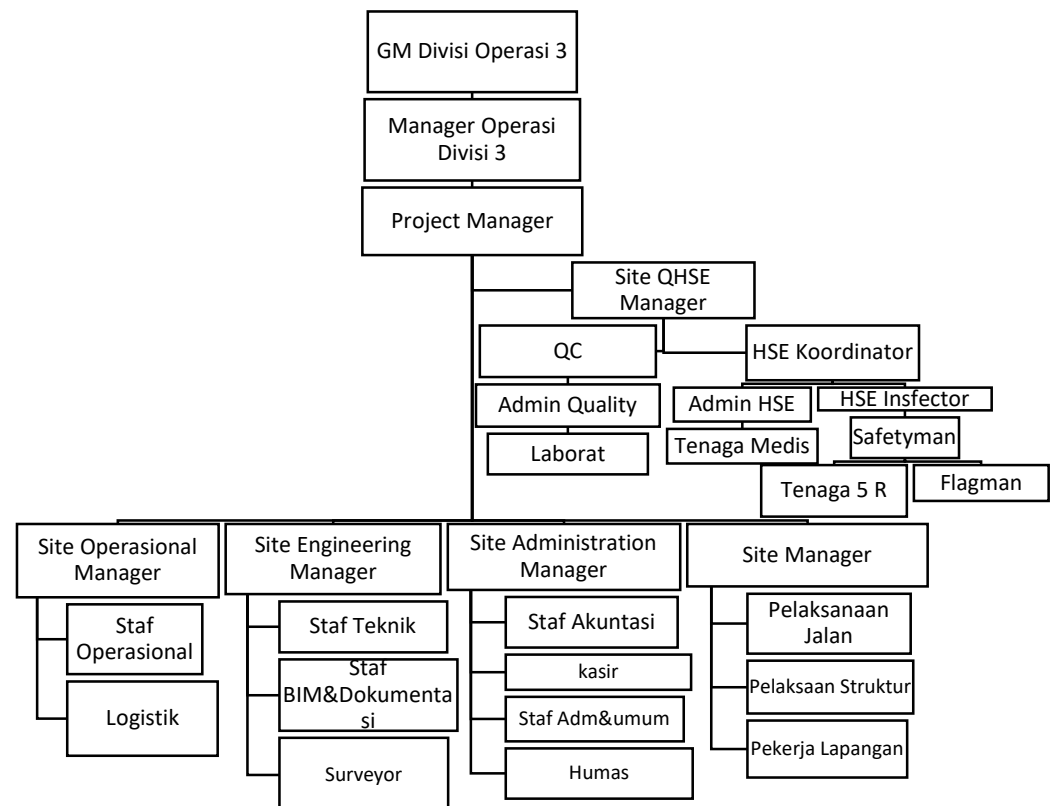 GM Divisi Operasi 3
Manager Operasi
Divisi 3
Project Manager
Site QHSE
Manager
QC
HSE Koordinator
Admin Quality
Admin HSE
HSE Insfector
Laborat
Tenaga Medis
Safetyman
Tenaga 5 R
Flagman
Site Operasional
Manager
Site Engineering
Manager
Site Administration
Manager
Site Manager
Staf
Operasional
Logistik
Staf Teknik
Staf
BIM&Dokumenta
si
Surveyor
Staf Akuntasi
kasir
Staf Adm&umum
Humas
Pelaksanaan
Jalan
Pelaksaan Struktur
Pekerja Lapangan